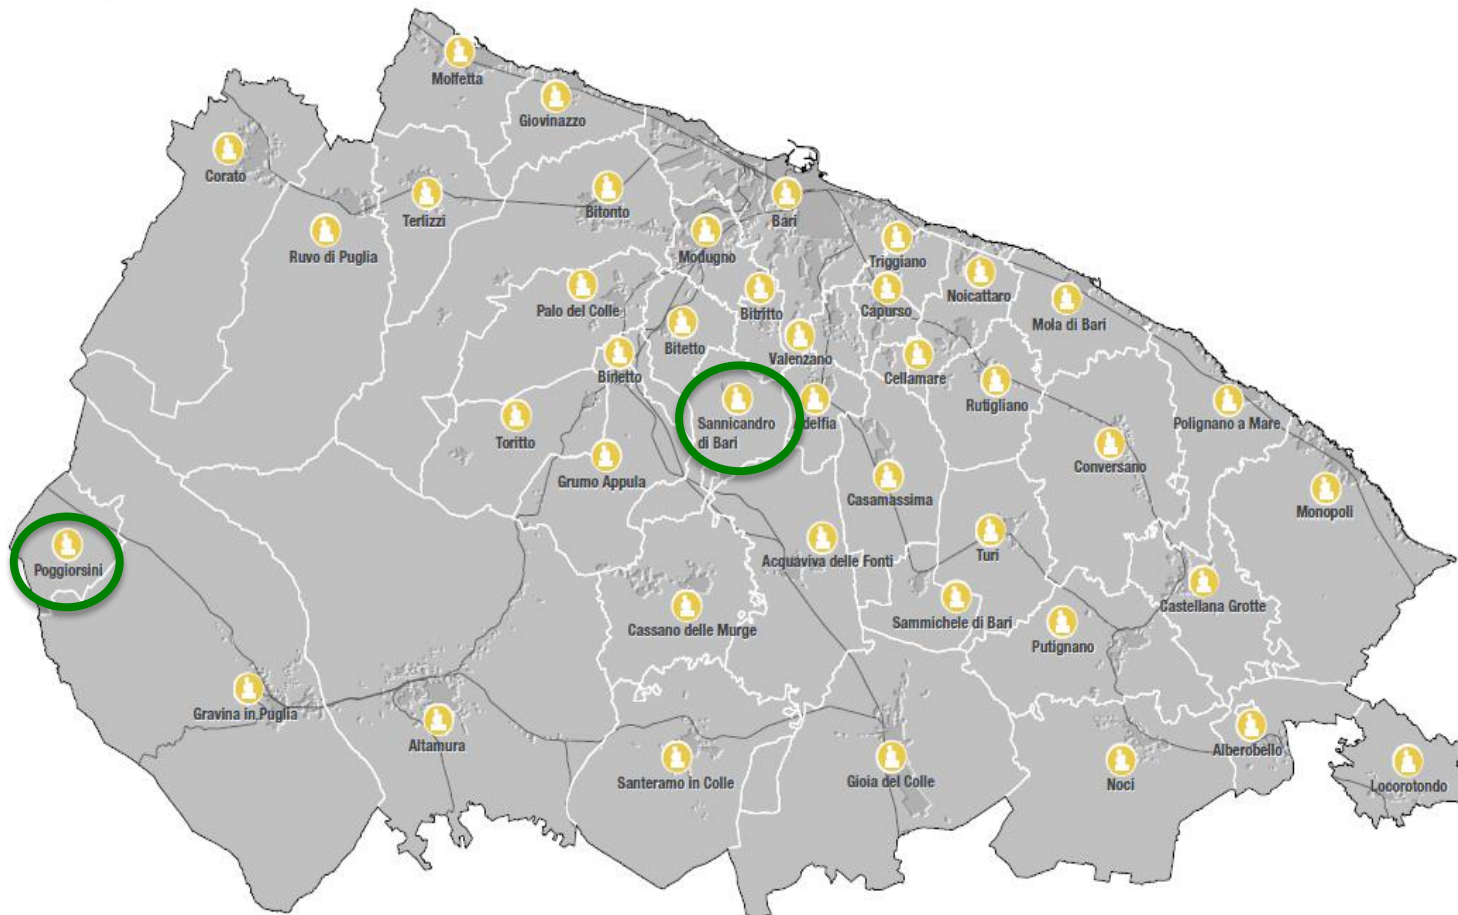 Molfetta
Giovinazzo
Corato
Terlizzi
Bitonto
Bari
Ruvo di Puglia
Modugno
Triggiano
Noicattaro
Palo del Colle
Bitritto
Capurso
Mola di Bari
Bitetto
Valenzano
Binetto
Cellamare
Rutigliano
Sannicandro
di Bari
delfia
Polignano a Mare
Toritto
Conversano
Grumo Appula
Casamassima
Monopoli
Turi
Acquaviva delle Fonti
Poggiorsini
Castellana Grotte
Cassano delle Murge
Sammichele di Bari
Putignano
Gravina in Puglia
Altamura
Alberobello
Santeramo in Colle
Gioia del Colle
Noci
Locorotondo